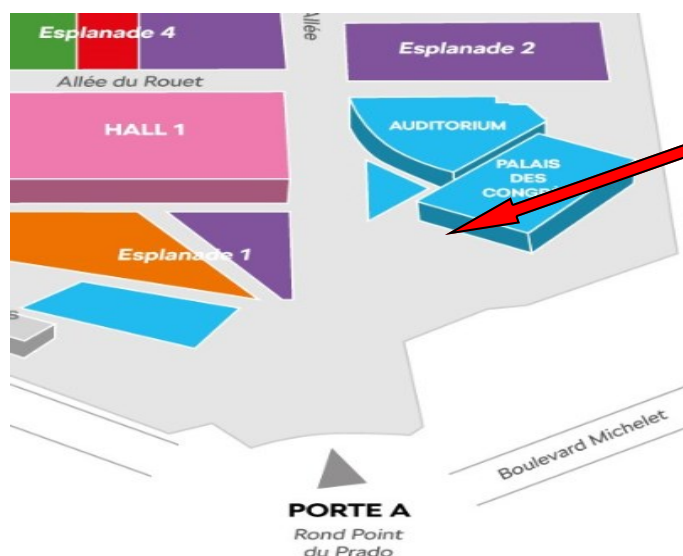 Esplanade 4
Allée
Esplanade 2
Allée du Rouet
HALL 1
AUDITORIUM
PALAIS
DES
Esplanade 1
Boulevard Michelet
PORTE A
Rond Point
du Prado